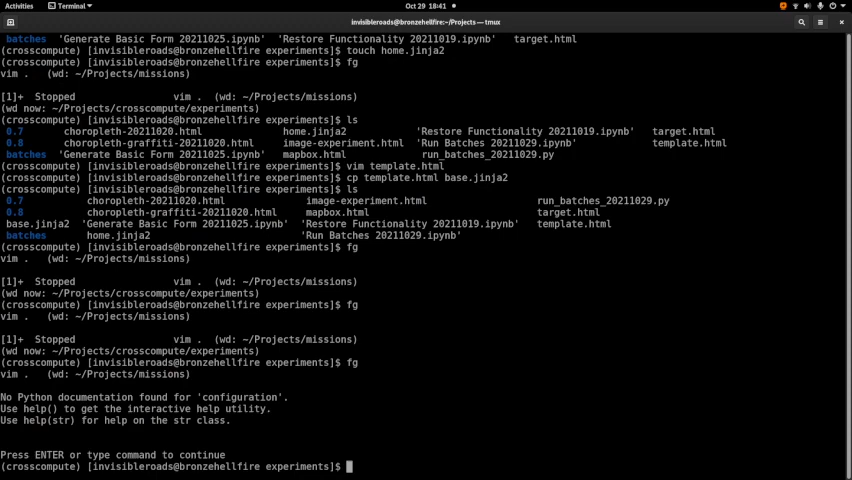 Activities Terminal Oct 29 18:41
invisibleroads@bronzehellfire:~/Projects — tmux
batches 'Generate Basic Form 20211025.ipynb' 'Restore Functionality 20211019.ipynb' target.html
(crosscompute) [invisibleroads@bronzehellfire experiments]$ touch home.jinja2
(crosscompute) [invisibleroads@bronzehellfire experiments]$ fg
vim . (wd: ~/Projects/missions)
[1]+ Stopped vim . (wd: ~/Projects/missions)
(wd now: ~/Projects/crosscompute/experiments)
(crosscompute) [invisibleroads@bronzehellfire experiments]$ ls
0.7 choropleth-20211020.html home.jinja2 'Restore Functionality 20211019.ipynb' target.html
0.8 choropleth-graffiti-20211020.html image-experiment.html 'Run Batches 20211029.ipynb' template.html
batches 'Generate Basic Form 20211025.ipynb' mapbox.html run_batches_20211029.py
(crosscompute) [invisibleroads@bronzehellfire experiments]$ vim template.html
(crosscompute) [invisibleroads@bronzehellfire experiments]$ cp template.html base.jinja2
(crosscompute) [invisibleroads@bronzehellfire experiments]$ ls
0.7 choropleth-20211020.html image-experiment.html run_batches_20211029.py
0.8 choropleth-graffiti-20211020.html mapbox.html target.html
base.jinja2 'Generate Basic Form 20211025.ipynb' 'Restore Functionality 20211019.ipynb' template.html
batches home.jinja2 'Run Batches 20211029.ipynb'
(crosscompute) [invisibleroads@bronzehellfire experiments]$ fg
vim . (wd: ~/Projects/missions)
[1]+ Stopped vim . (wd: ~/Projects/missions)
(wd now: ~/Projects/crosscompute/experiments)
(crosscompute) [invisibleroads@bronzehellfire experiments]$ fg
vim . (wd: ~/Projects/missions)
[1]+ Stopped vim . (wd: ~/Projects/missions)
(wd now: ~/Projects/crosscompute/experiments)
(crosscompute) [invisibleroads@bronzehellfire experiments]$ fg
vim . (wd: ~/Projects/missions)
No Python documentation found for 'configuration'.
Use help() to get the interactive help utility.
Use help(str) for help on the str class.
Press ENTER or type command to continue
(crosscompute) [invisibleroads@bronzehellfire experiments]$